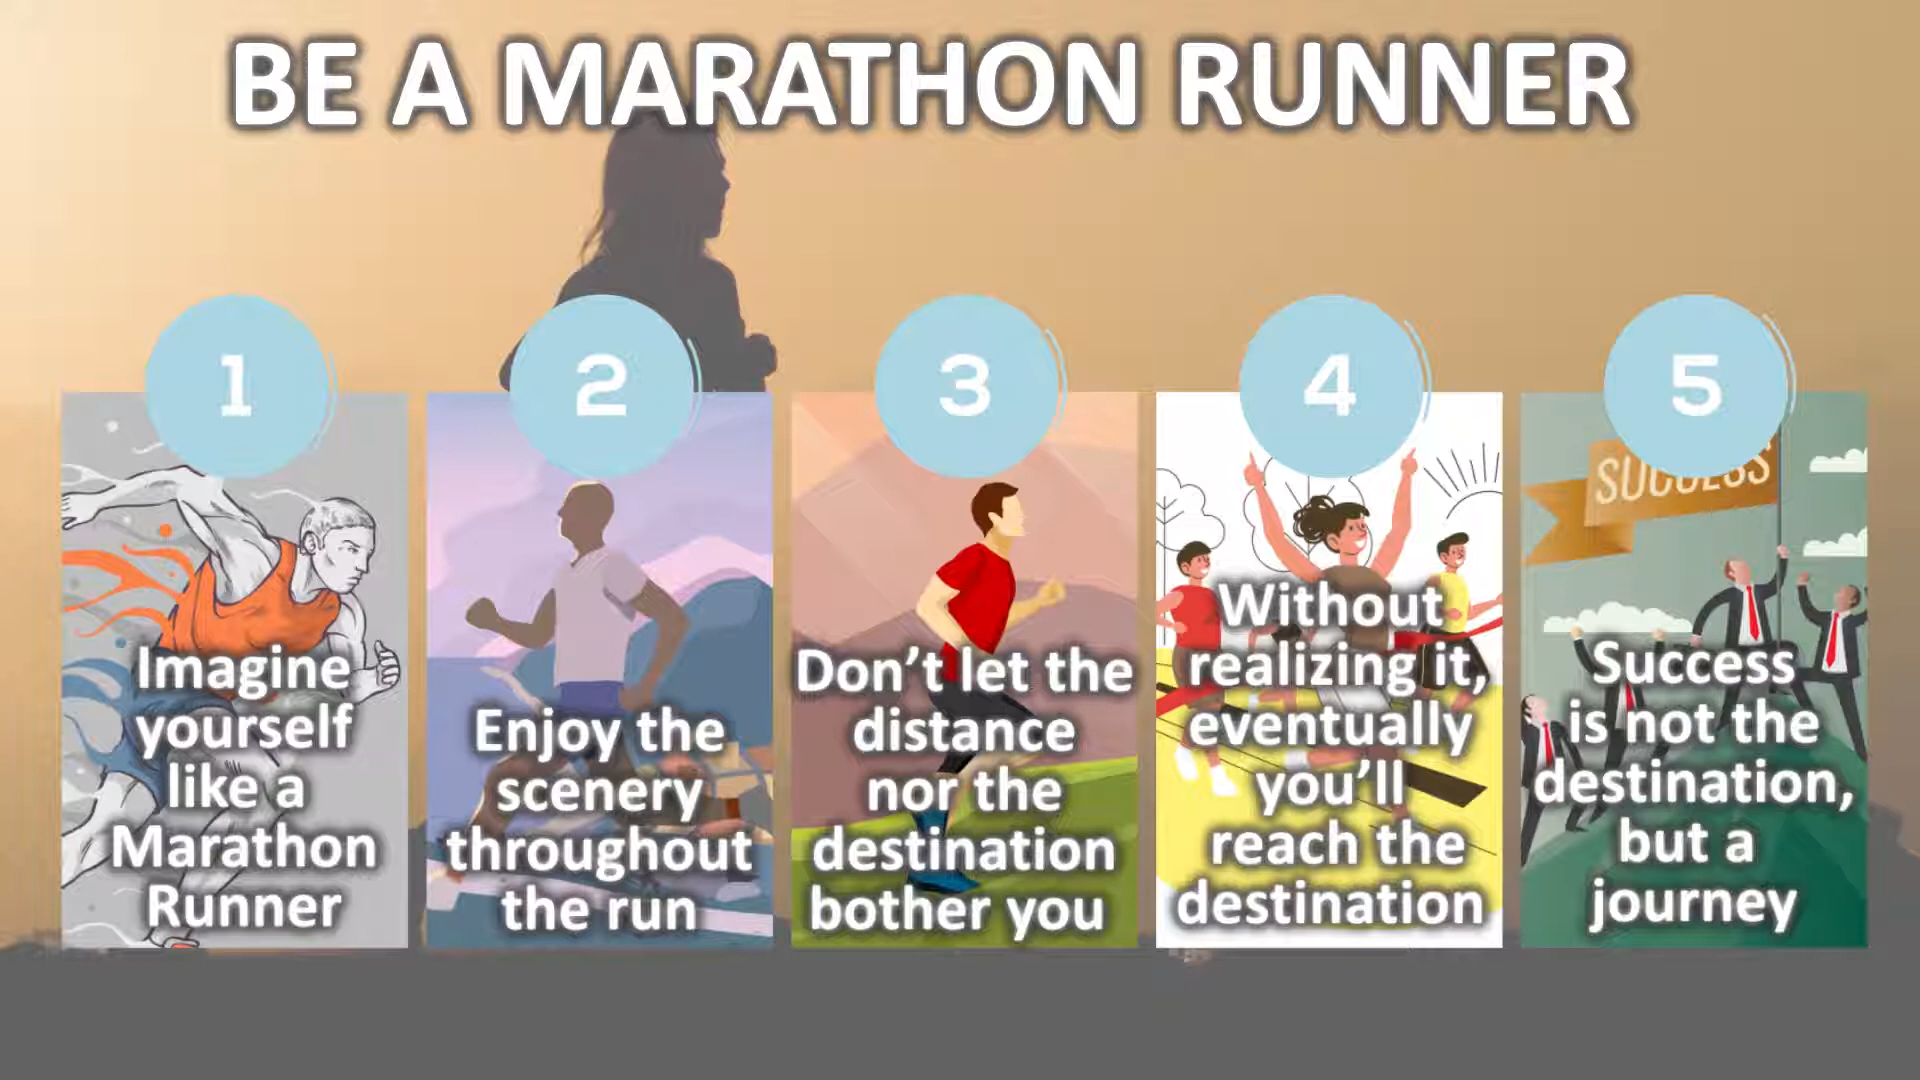 BE A MARATHON RUNNER
1
Imagine
yourself
like a
Marathon
Runner
2
Enjoy the
scenery
throughout
the run
3
Don't let the
distance
nor the
destination
bother you
4
Without
realizing it,
eventually
you'll
reach the
destination
5
SUCCESS
Success
is not the
destination,
but a
journey